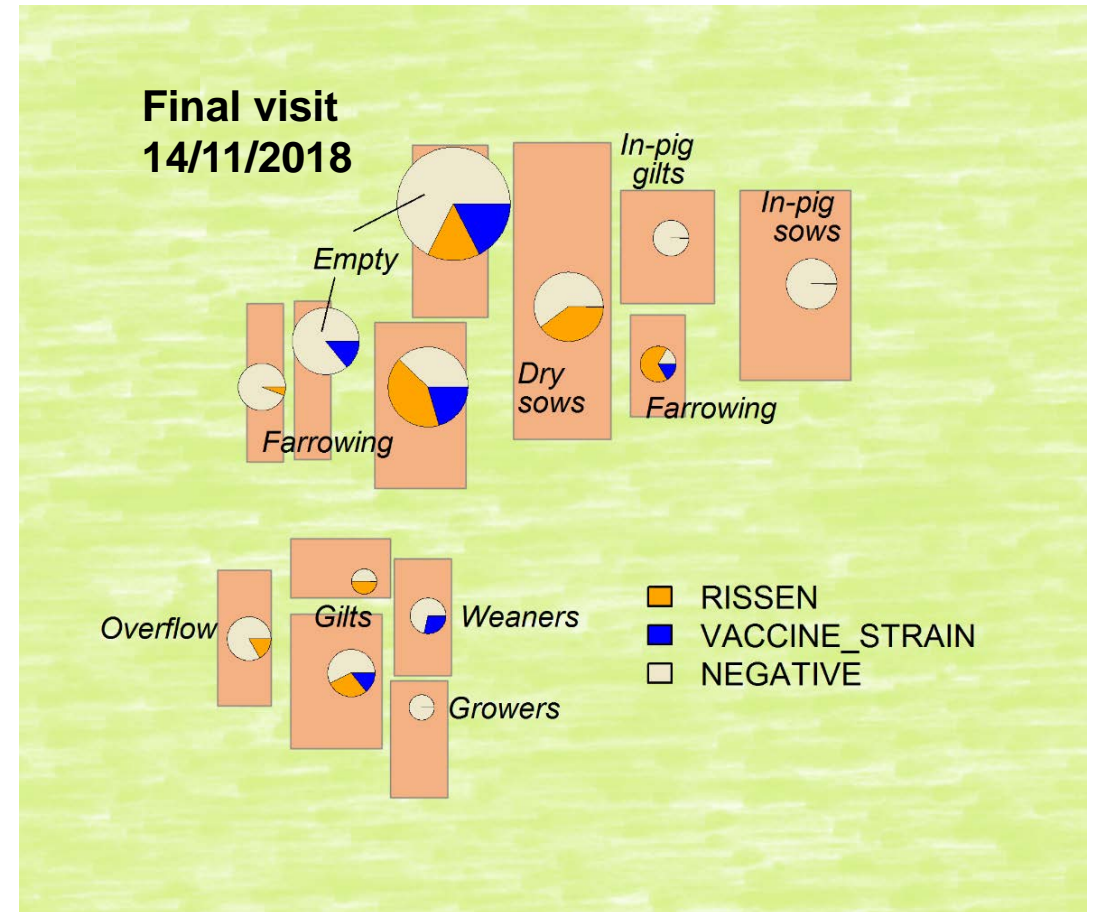 Final visit
14/11/2018
In-pig
gilts
In-pig
sows
Empty
Dry
sows
Farrowing
Farrowing
Overflow
Gilts
Weaners
Growers
RISSEN
VACCINE_STRAIN
NEGATIVE